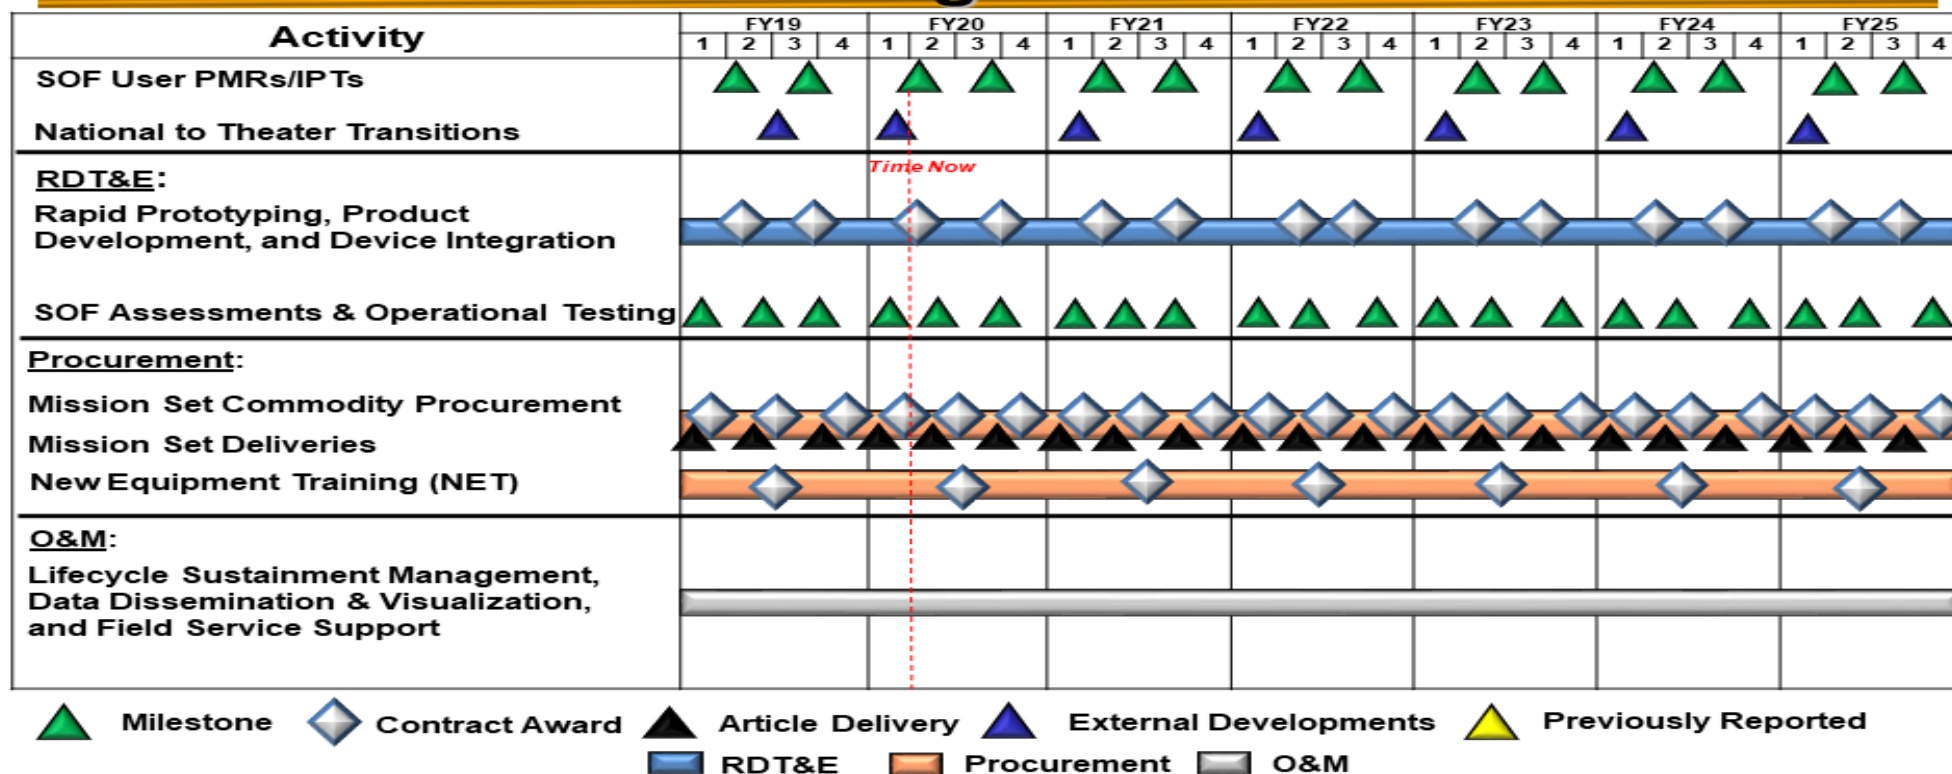 Activity
FY19 FY20 FY21 FY22 FY23 FY24 FY25
1 2 3 4 1 2 3 4 1 2 3 4 1 2 3 4 1 2 3 4 1 2 3 4 1 2 3 4
SOF User PMRs/IPTs
National to Theater Transitions
Time Now
RDT&E:
Rapid Prototyping, Product
Development, and Device Integration
SOF Assessments & Operational Testing
Procurement:
Mission Set Commodity Procurement
Mission Set Deliveries
New Equipment Training (NET)
O&M:
Lifecycle Sustainment Management,
Data Dissemination & Visualization,
and Field Service Support
Milestone Contract Award Article Delivery External Developments Previously Reported
RDT&E Procurement O&M